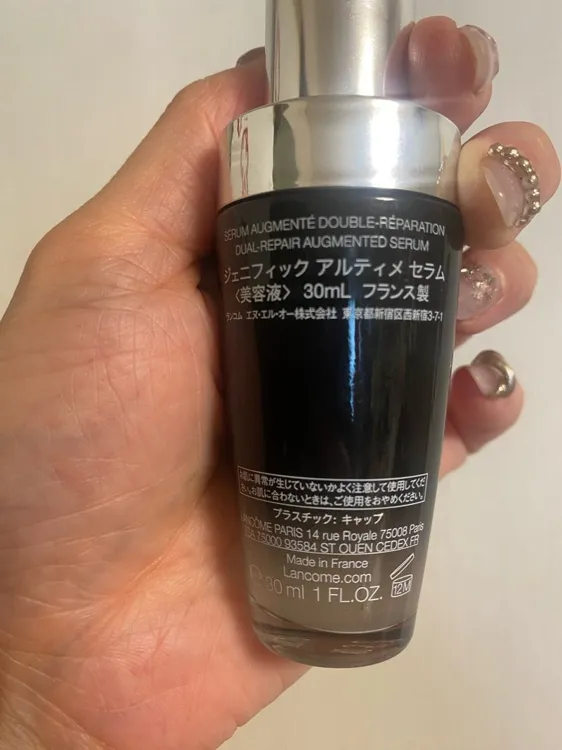 SÉRUM AUGMENTÉ DOUBLE-RÉPARATION
DUAL-REPAIR AUGMENTED SERUM
ジェニフィック アルティメ セラム
〈美容液〉 30mL フランス製
ランコム エヌ･エル･オー株式会社 東京都新宿区西新宿3-7-1
お肌に異常が生じていないかよく注意して使用してくだ
さい。お肌に合わないときは、ご使用をおやめください。
プラスチック: キャップ
LANCÔME PARIS 14 rue Royale 75008 Paris
75000 93584 ST OUEN CEDEX FR
Made in France
Lancome.com
30 ml 1 FL.OZ.
12M